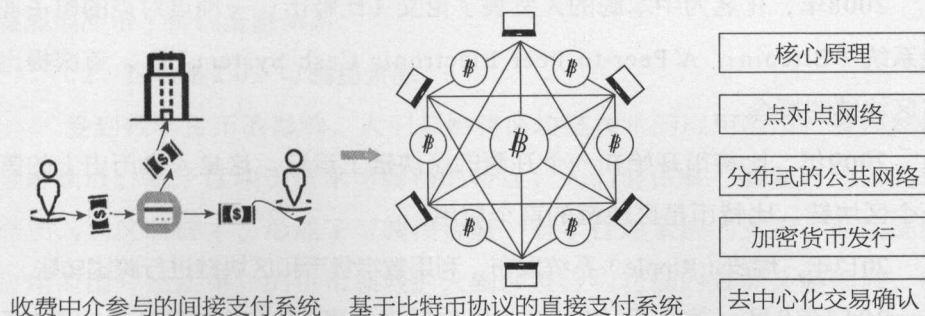 核心原理
点对点网络
分布式的公共网络
加密货币发行
去中心化交易确认
收费中介参与的间接支付系统
基于比特币协议的直接支付系统